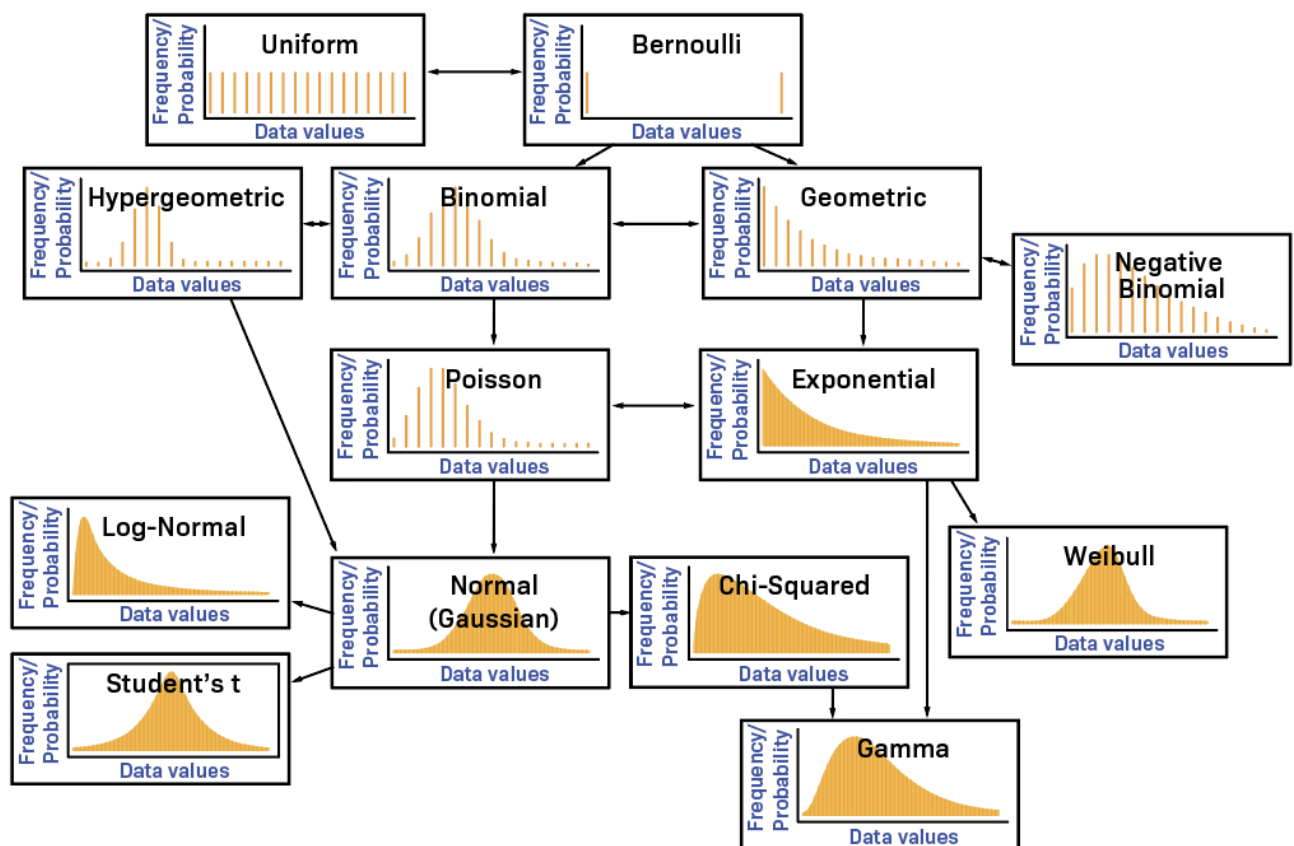 Uniform
Frequency/
Probability
Data values
Bernoulli
Frequency/
Probability
Data values
Hypergeometric
Frequency/
Probability
Data values
Binomial
Frequency/
Probability
Data values
Geometric
Frequency/
Probability
Data values
Negative
Binomial
Frequency/
Probability
Data values
Poisson
Frequency/
Probability
Data values
Exponential
Frequency/
Probability
Data values
Log-Normal
Frequency/
Probability
Data values
Normal
(Gaussian)
Frequency/
Probability
Data values
Chi-Squared
Frequency/
Probability
Data values
Weibull
Frequency/
Probability
Data values
Student's t
Frequency/
Probability
Data values
Gamma
Frequency/
Probability
Data values